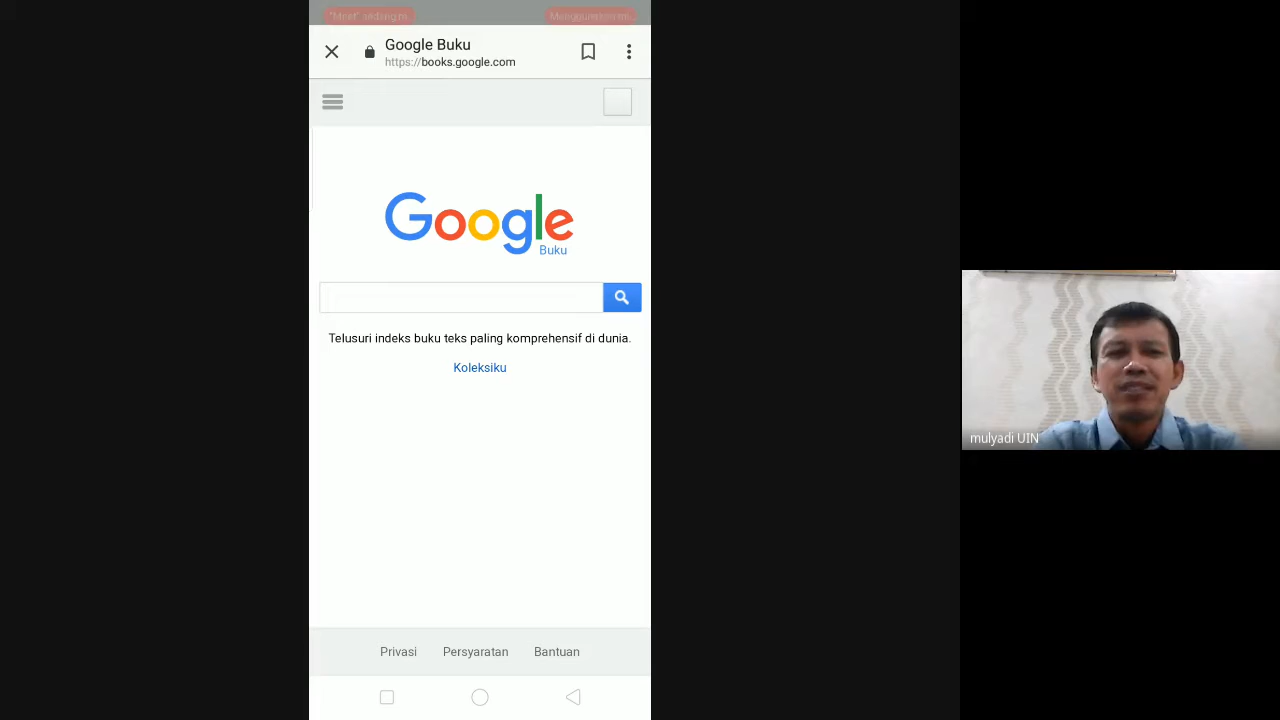 Google Buku
https://books.google.com
Google
Buku
Telusuri indeks buku teks paling komprehensif di dunia.
Koleksiku
Privasi Persyaratan Bantuan
mulyadi UIN